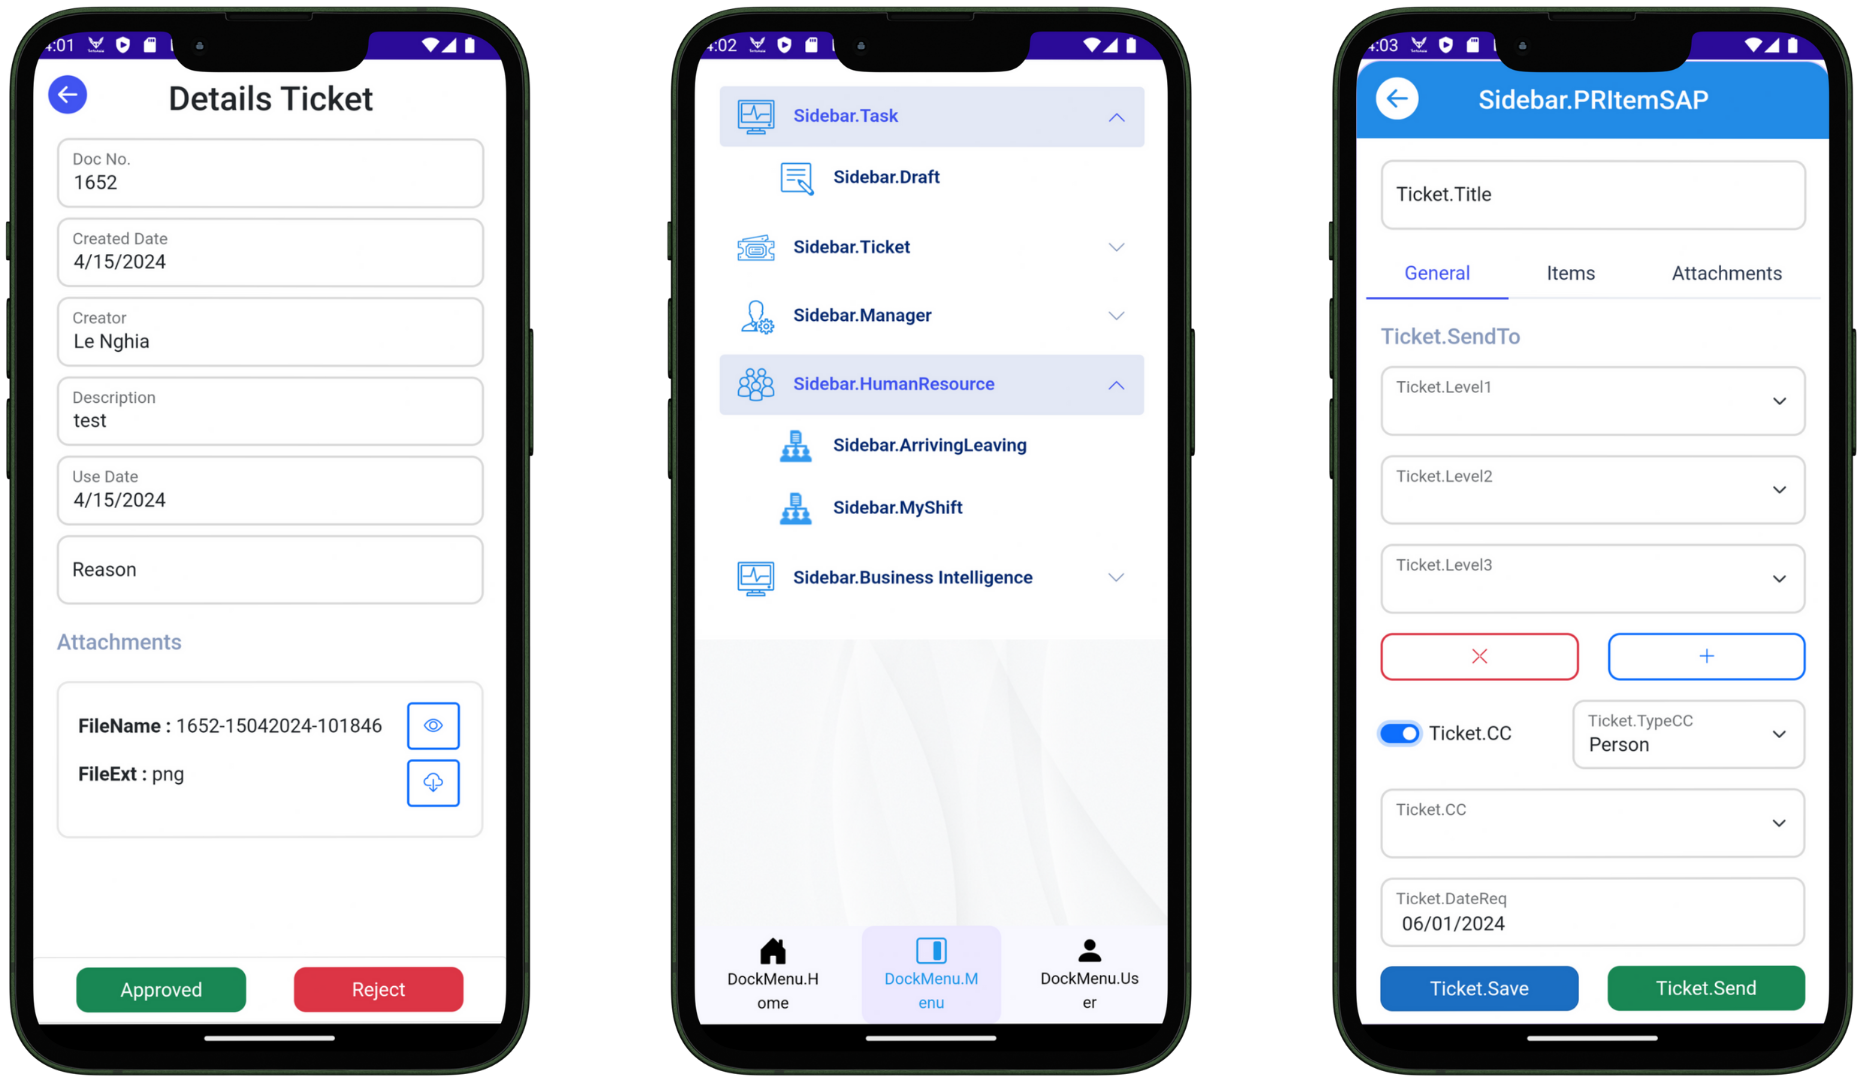 4:01
Details Ticket
Doc No.
1652
Created Date
4/15/2024
Creator
Le Nghia
Description
test
Use Date
4/15/2024
Reason
Attachments
FileName : 1652-15042024-101846
FileExt : png
Approved
Reject
4:02
Sidebar.Task
Sidebar.Draft
Sidebar.Ticket
Sidebar.Manager
Sidebar.HumanResource
Sidebar.ArrivingLeaving
Sidebar.MyShift
Sidebar.Business Intelligence
DockMenu.H
ome
DockMenu.M
enu
DockMenu.Us
er
4:03
Sidebar.PRItemSAP
Ticket.Title
General
Items
Attachments
Ticket.SendTo
Ticket.Level1
Ticket.Level2
Ticket.Level3
Ticket.CC
Ticket.TypeCC
Person
Ticket.CC
Ticket.DateReq
06/01/2024
Ticket.Save
Ticket.Send